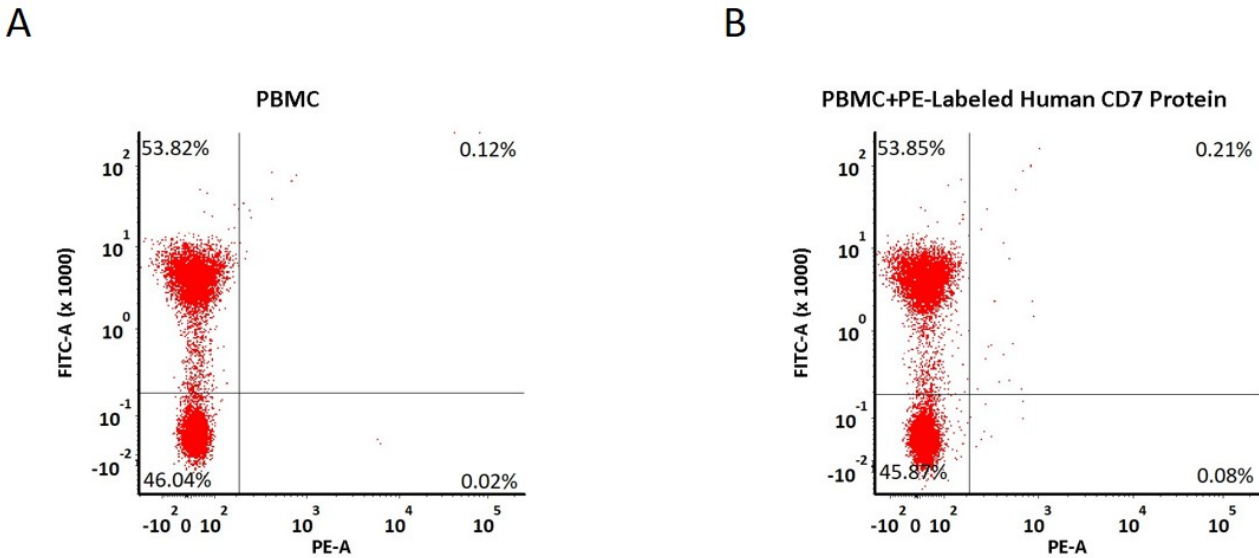 A
B
PBMC
PBMC+PE-Labeled Human CD7 Protein
53.82%
0.12%
46.04%
0.02%
10^2
10^1
10^0
10^-1
-10^-2
FITC-A (x 1000)
-10^2 0 10^2 10^3 10^4 10^5
PE-A
53.85%
0.21%
45.87%
0.08%
10^2
10^1
10^0
10^-1
-10^-2
FITC-A (x 1000)
-10^2 0 10^2 10^3 10^4 10^5
PE-A